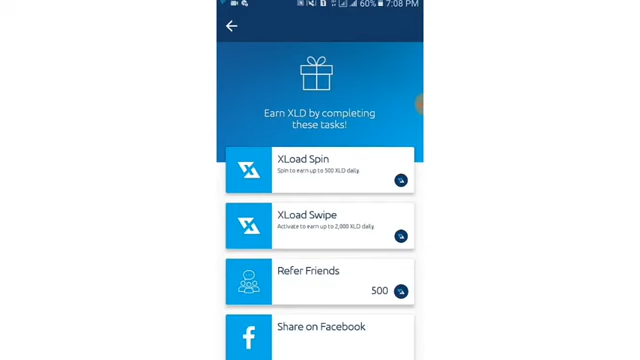 60% 7:08 PM
Earn XLD by completing
these tasks!
XLoad Spin
Spin to earn up to 500 XLD daily.
XLoad Swipe
Activate to earn up to 2,000 XLD daily.
Refer Friends
500
Share on Facebook